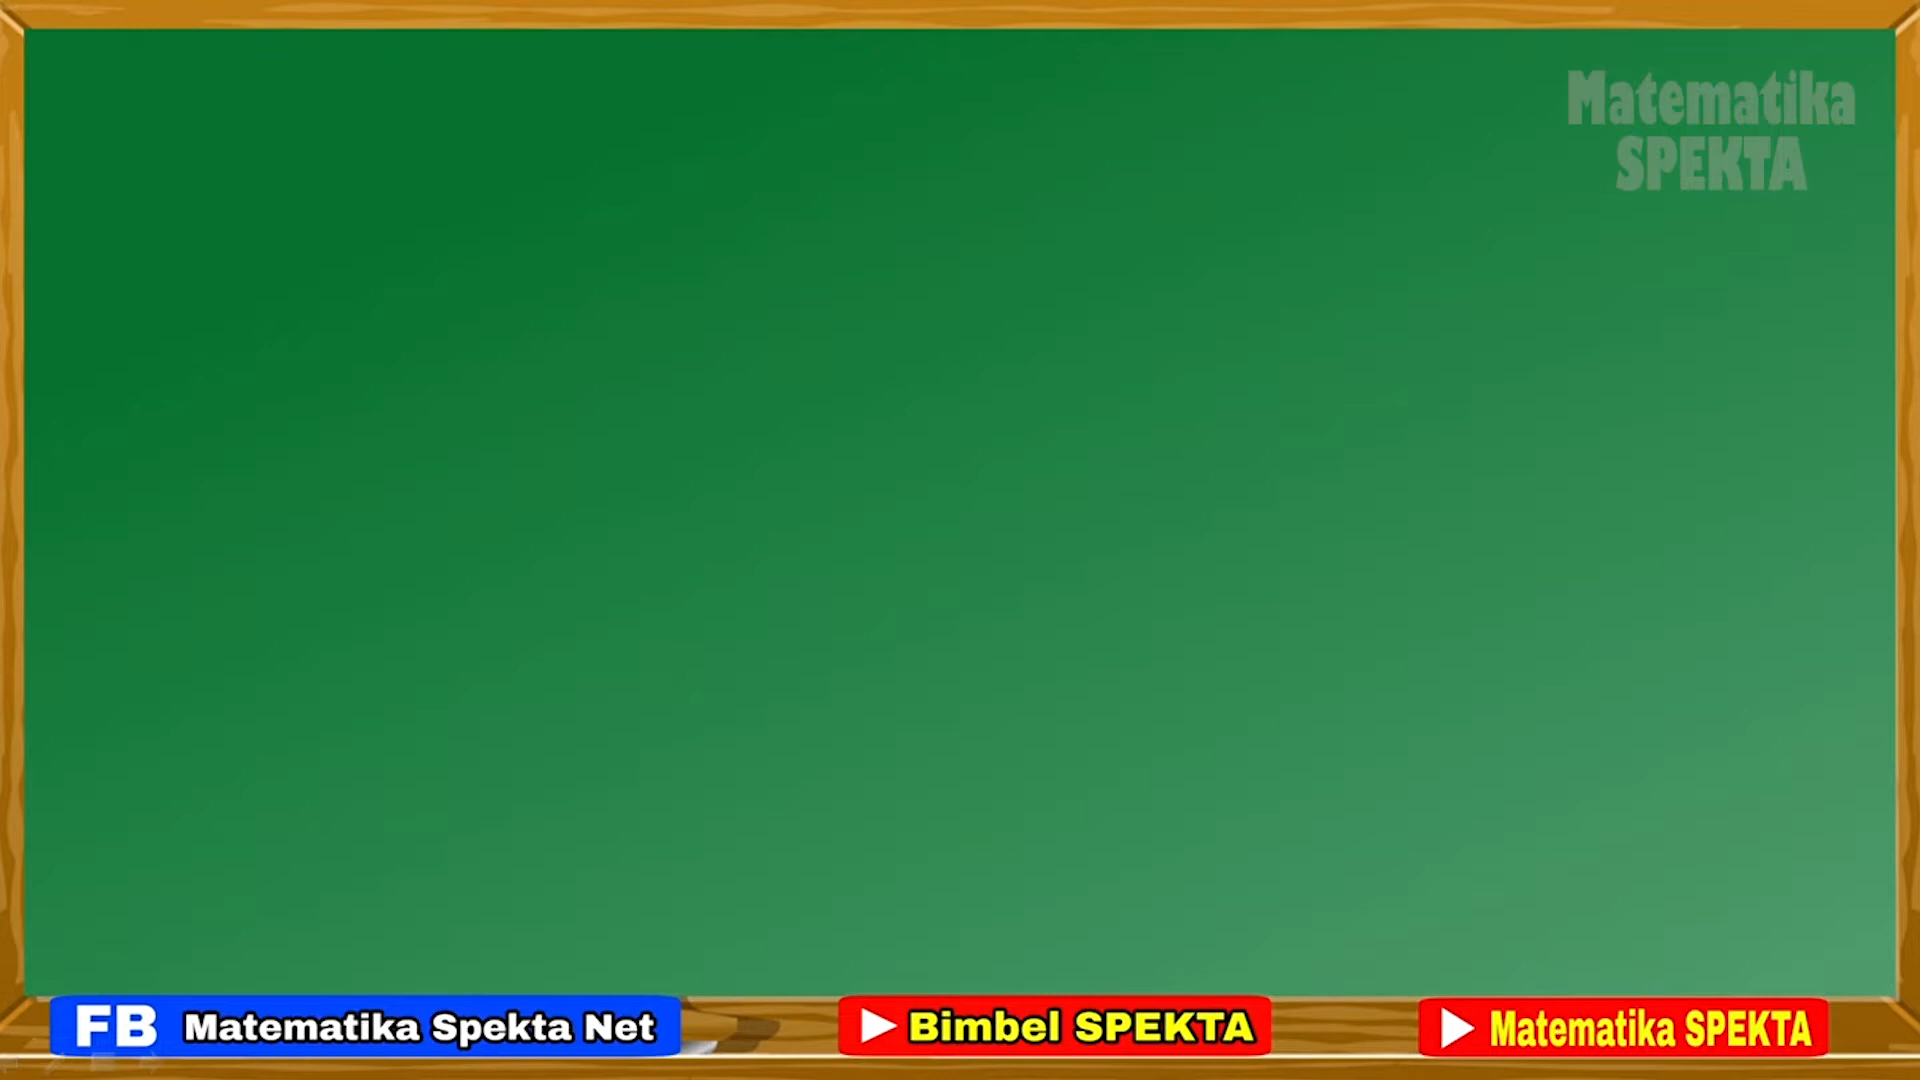 Matematika
SPEKTA
FB Matematika Spekta Net
Bimbel SPEKTA
Matematika SPEKTA